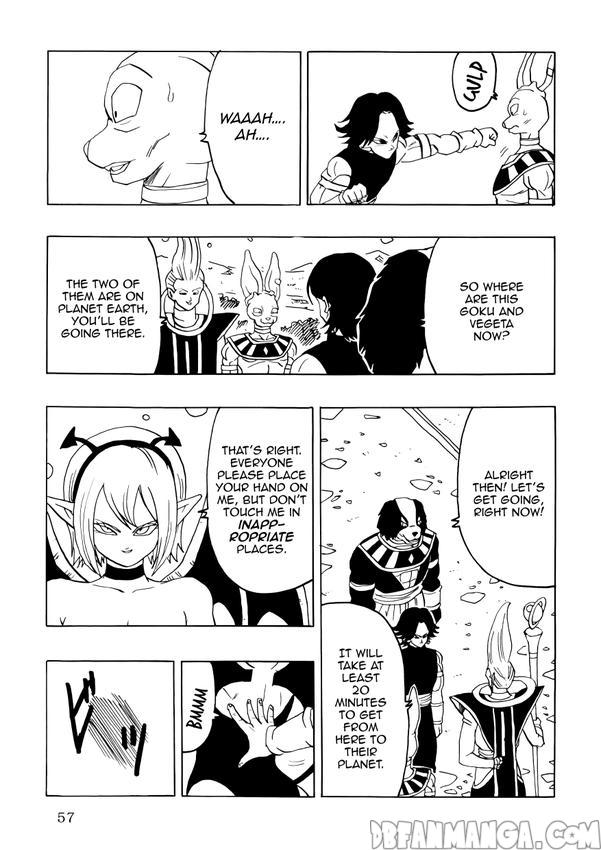 GULP
WAAAH....
AH....
SO WHERE
ARE THIS
GOKU AND
VEGETA
NOW?
THE TWO OF
THEM ARE ON
PLANET EARTH,
YOU'LL BE
GOING THERE.
ALRIGHT
THEN! LET'S
GET GOING,
RIGHT NOW!
IT WILL
TAKE AT
LEAST
20
MINUTES
TO GET
FROM
HERE TO
THEIR
PLANET.
THAT'S RIGHT.
EVERYONE
PLEASE PLACE
YOUR HAND ON
ME, BUT DON'T
TOUCH ME IN
INAPP-
ROPRIATE
PLACES.
BMMM
ビッ
57
DBFANMANGA.COM